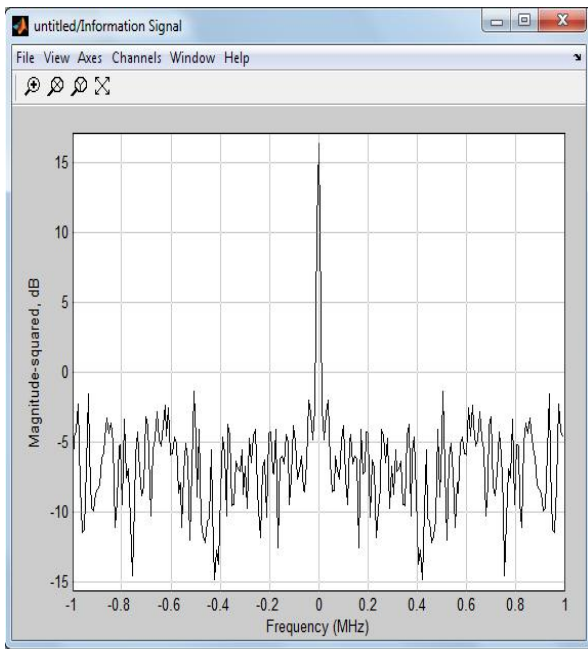 untitled/Information Signal
File View Axes Channels Window Help
Magnitude-squared, dB
15
10
5
0
-5
-10
-15
-1 -0.8 -0.6 -0.4 -0.2 0 0.2 0.4 0.6 0.8 1
Frequency (MHz)